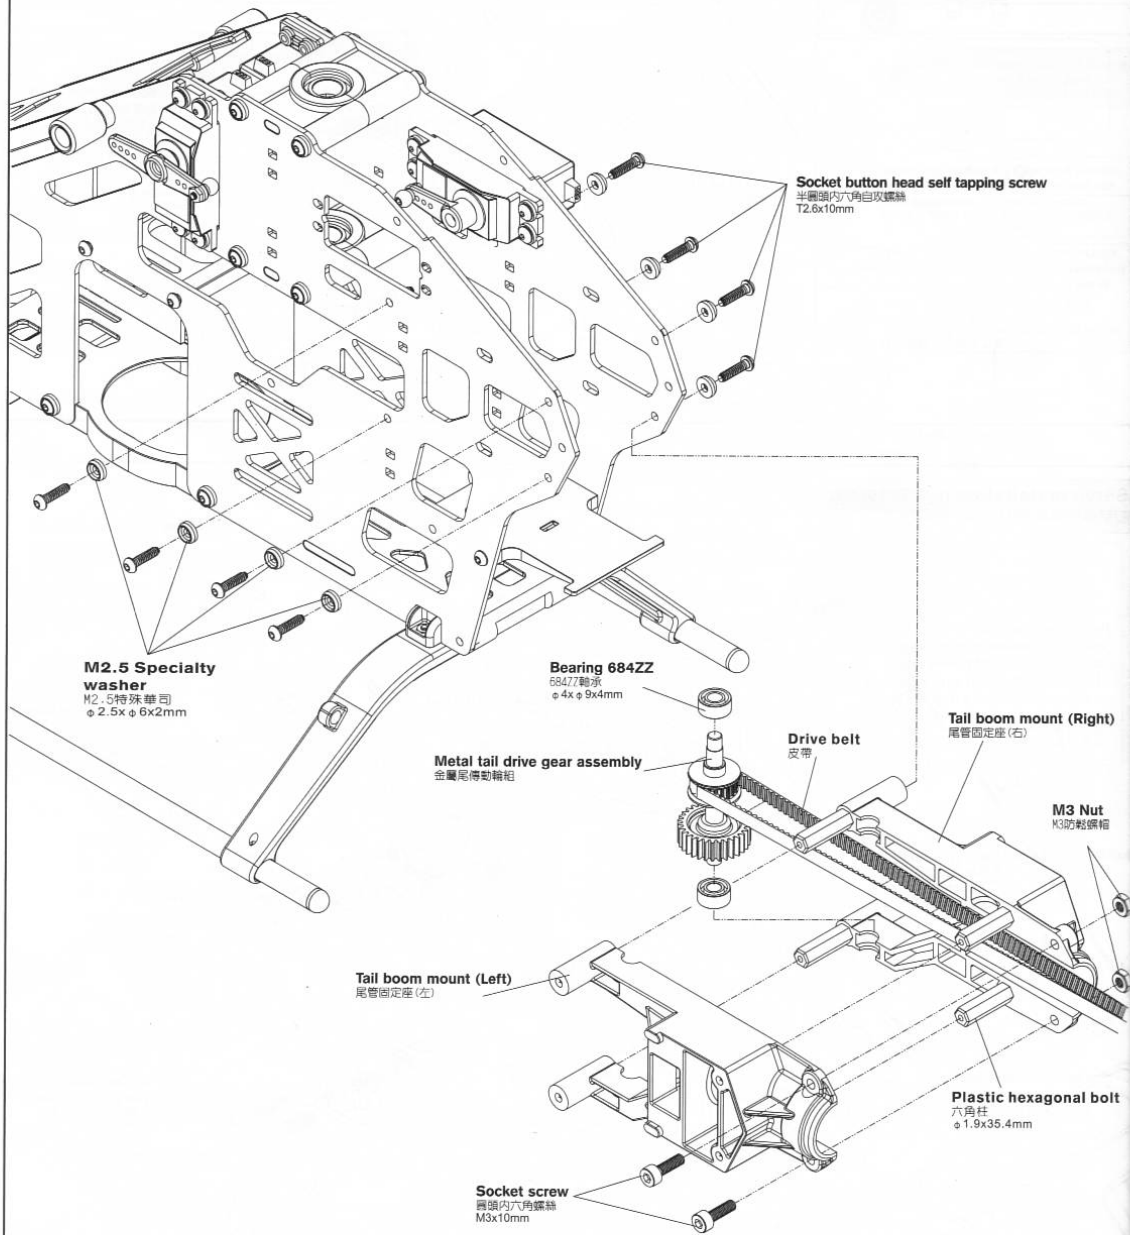 Socket button head self tapping screw
半圓頭内六角自攻螺絲
T2.6x10mm
M2.5 Specialty
washer
M2.5特殊華司
φ2.5xφ6x2mm
Bearing 684ZZ
684ZZ軸承
φ4xφ9x4mm
Metal tail drive gear assembly
金屬尾傳動輪組
Drive belt
皮帶
Tail boom mount (Right)
尾管固定座(右)
M3 Nut
M3防鬆螺帽
Tail boom mount (Left)
尾管固定座(左)
Plastic hexagonal bolt
六角柱
φ1.9x35.4mm
Socket screw
圓頭内六角螺絲
M3x10mm